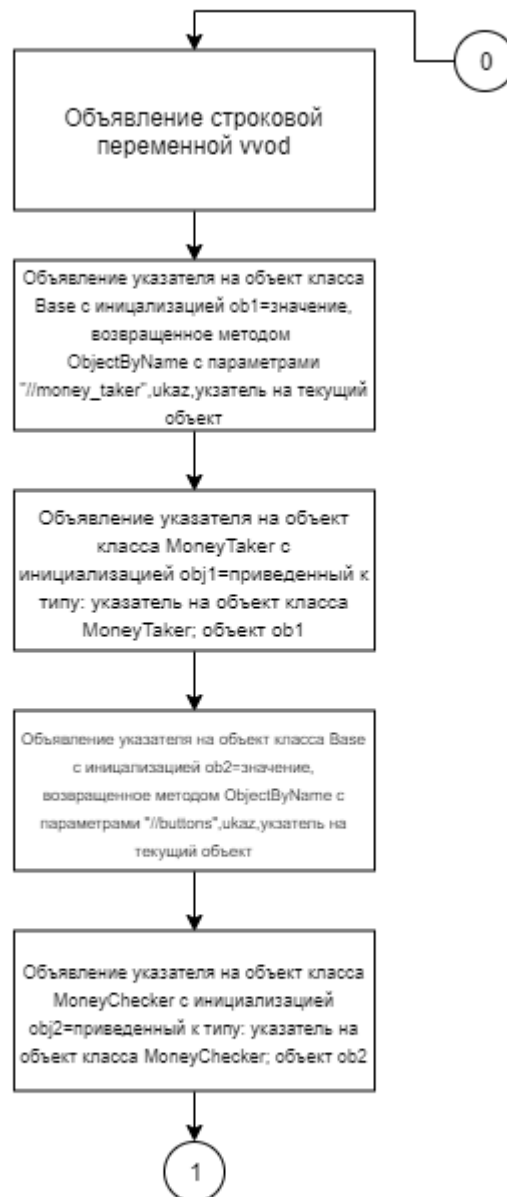 0
Объявление строковой
переменной vvod
Объявление указателя на объект класса
Base с иницализацией ob1=значение,
возвращенное методом
ObjectByName с параметрами
"//money_taker",ukaz,укзатель на текущий
объект
Объявление указателя на объект
класса MoneyTaker с
инициализацией obj1=приведенный к
типу: указатель на объект класса
MoneyTaker; объект ob1
Объявление указателя на объект класса Base
с иницализацией ob2=значение,
возвращенное методом ObjectByName с
параметрами "//buttons",ukaz,укзатель на
текущий объект
Объявление указателя на объект класса
MoneyChecker с инициализацией
obj2=приведенный к типу: указатель на
объект класса MoneyChecker; объект ob2
1